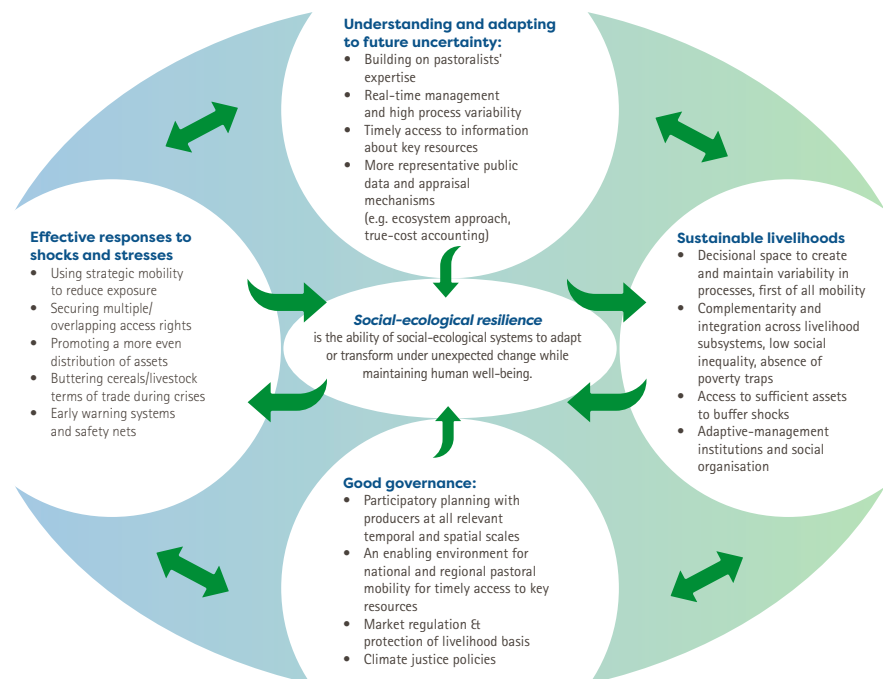 Understanding and adapting
to future uncertainty:
• Building on pastoralists'
expertise
• Real-time management
and high process variability
• Timely access to information
about key resources
• More representative public
data and appraisal
mechanisms
(e.g. ecosystem approach,
true-cost accounting)
Effective responses to
shocks and stresses
• Using strategic mobility
to reduce exposure
• Securing multiple/
overlapping access rights
• Promoting a more even
distribution of assets
• Buttering cereals/livestock
terms of trade during crises
• Early warning systems
and safety nets
Social-ecological resilience
is the ability of social-ecological systems to adapt
or transform under unexpected change while
maintaining human well-being.
Sustainable livelihoods
• Decisional space to create
and maintain variability in
processes, first of all mobility
• Complementarity and
integration across livelihood
subsystems, low social
inequality, absence of
poverty traps
• Access to sufficient assets
to buffer shocks
• Adaptive-management
institutions and social
organisation
Good governance:
• Participatory planning with
producers at all relevant
temporal and spatial scales
• An enabling environment for
national and regional pastoral
mobility for timely access to key
resources
• Market regulation &
protection of livelihood basis
• Climate justice policies